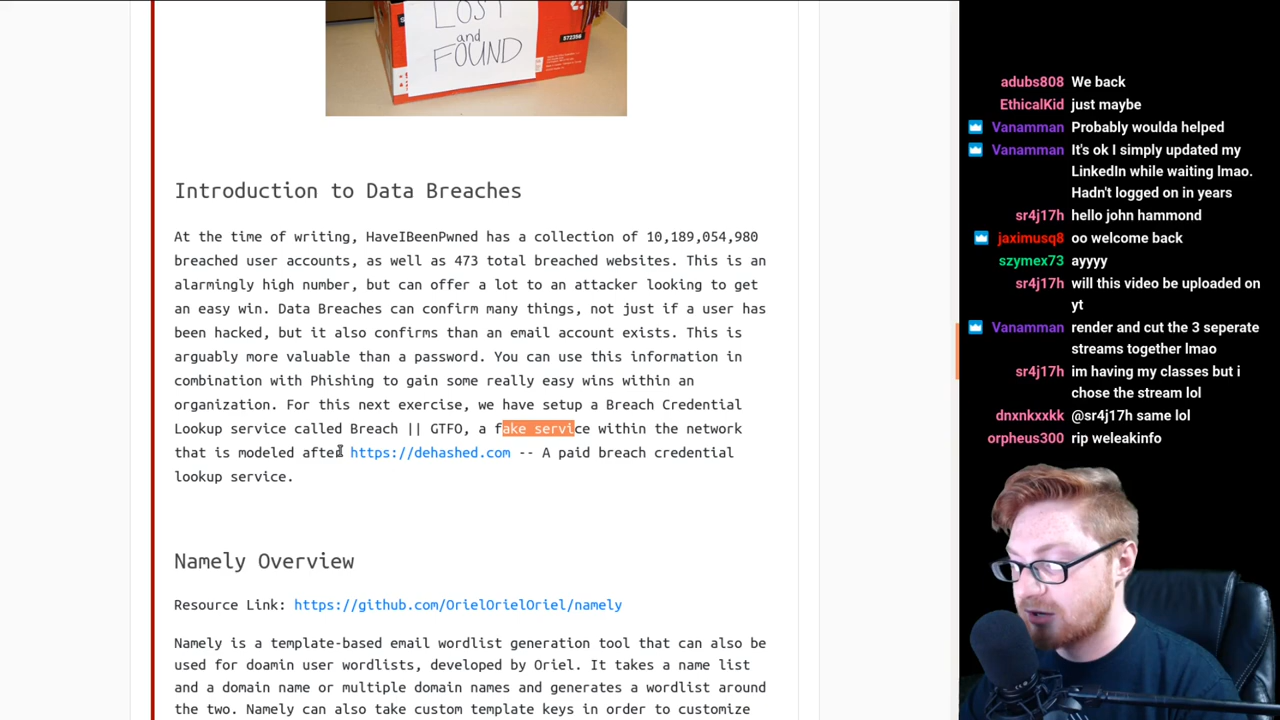 LOST
and
FOUND
572356
Introduction to Data Breaches
At the time of writing, HaveIBeenPwned has a collection of 10,189,054,980
breached user accounts, as well as 473 total breached websites. This is an
alarmingly high number, but can offer a lot to an attacker looking to get
an easy win. Data Breaches can confirm many things, not just if a user has
been hacked, but it also confirms than an email account exists. This is
arguably more valuable than a password. You can use this information in
combination with Phishing to gain some really easy wins within an
organization. For this next exercise, we have setup a Breach Credential
Lookup service called Breach || GTFO, a fake service within the network
that is modeled after https://dehashed.com -- A paid breach credential
lookup service.
Namely Overview
Resource Link: https://github.com/OrielOrielOriel/namely
Namely is a template-based email wordlist generation tool that can also be
used for doamin user wordlists, developed by Oriel. It takes a name list
and a domain name or multiple domain names and generates a wordlist around
the two. Namely can also take custom template keys in order to customize
adubs808 We back
EthicalKid just maybe
Vanamman Probably woulda helped
Vanamman It's ok I simply updated my
LinkedIn while waiting lmao.
Hadn't logged on in years
sr4j17h hello john hammond
jaximusq8 oo welcome back
szymex73 ayyyy
sr4j17h will this video be uploaded on
yt
Vanamman render and cut the 3 seperate
streams together lmao
sr4j17h im having my classes but i
chose the stream lol
dnxnkxxkk @sr4j17h same lol
orpheus300 rip weleakinfo